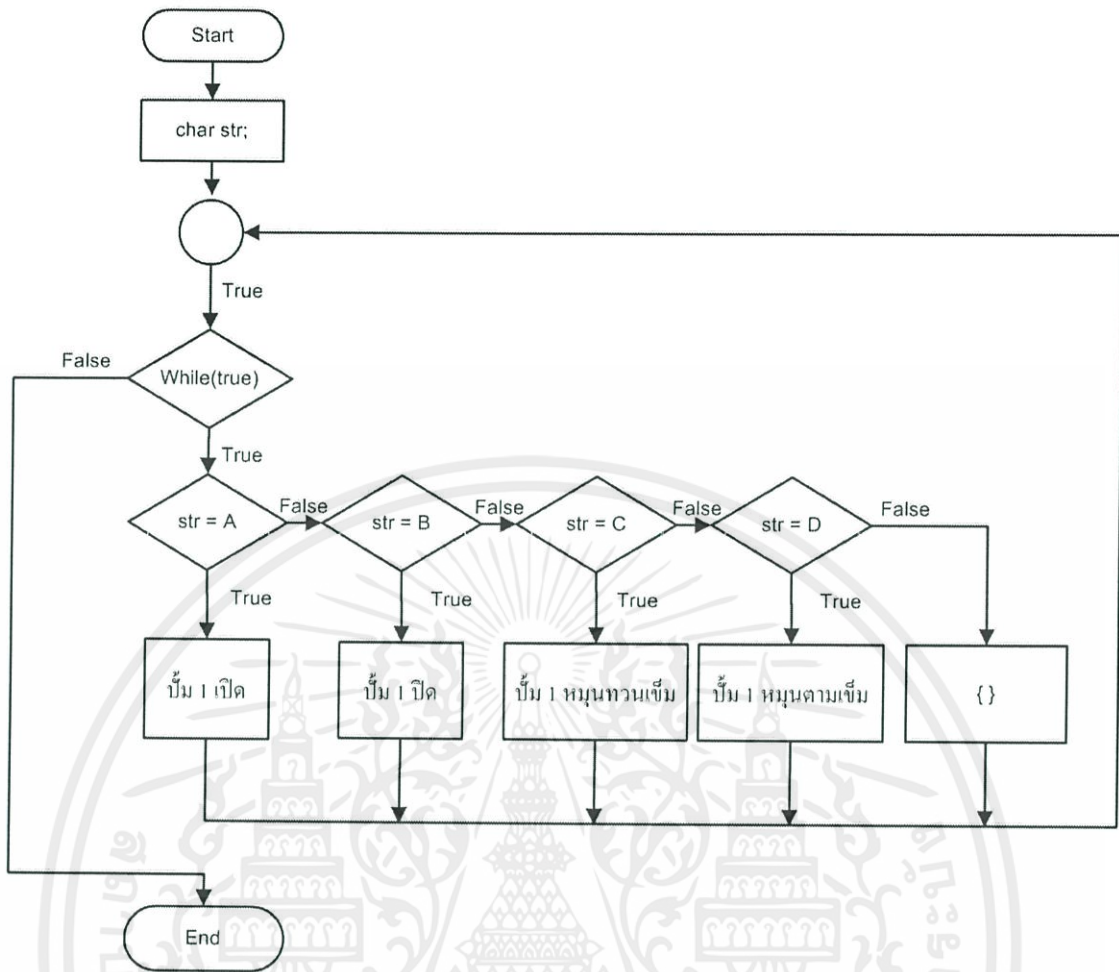 Start
char str;
True
False
While(true)
True
str = A
False
str = B
False
str = C
False
str = D
False
True
True
True
True
ปั๊ม 1 เปิด
ปั๊ม 1 ปิด
ปั๊ม 1 หมุนทวนเข็ม
ปั๊ม 1 หมุนตามเข็ม
{ }
End